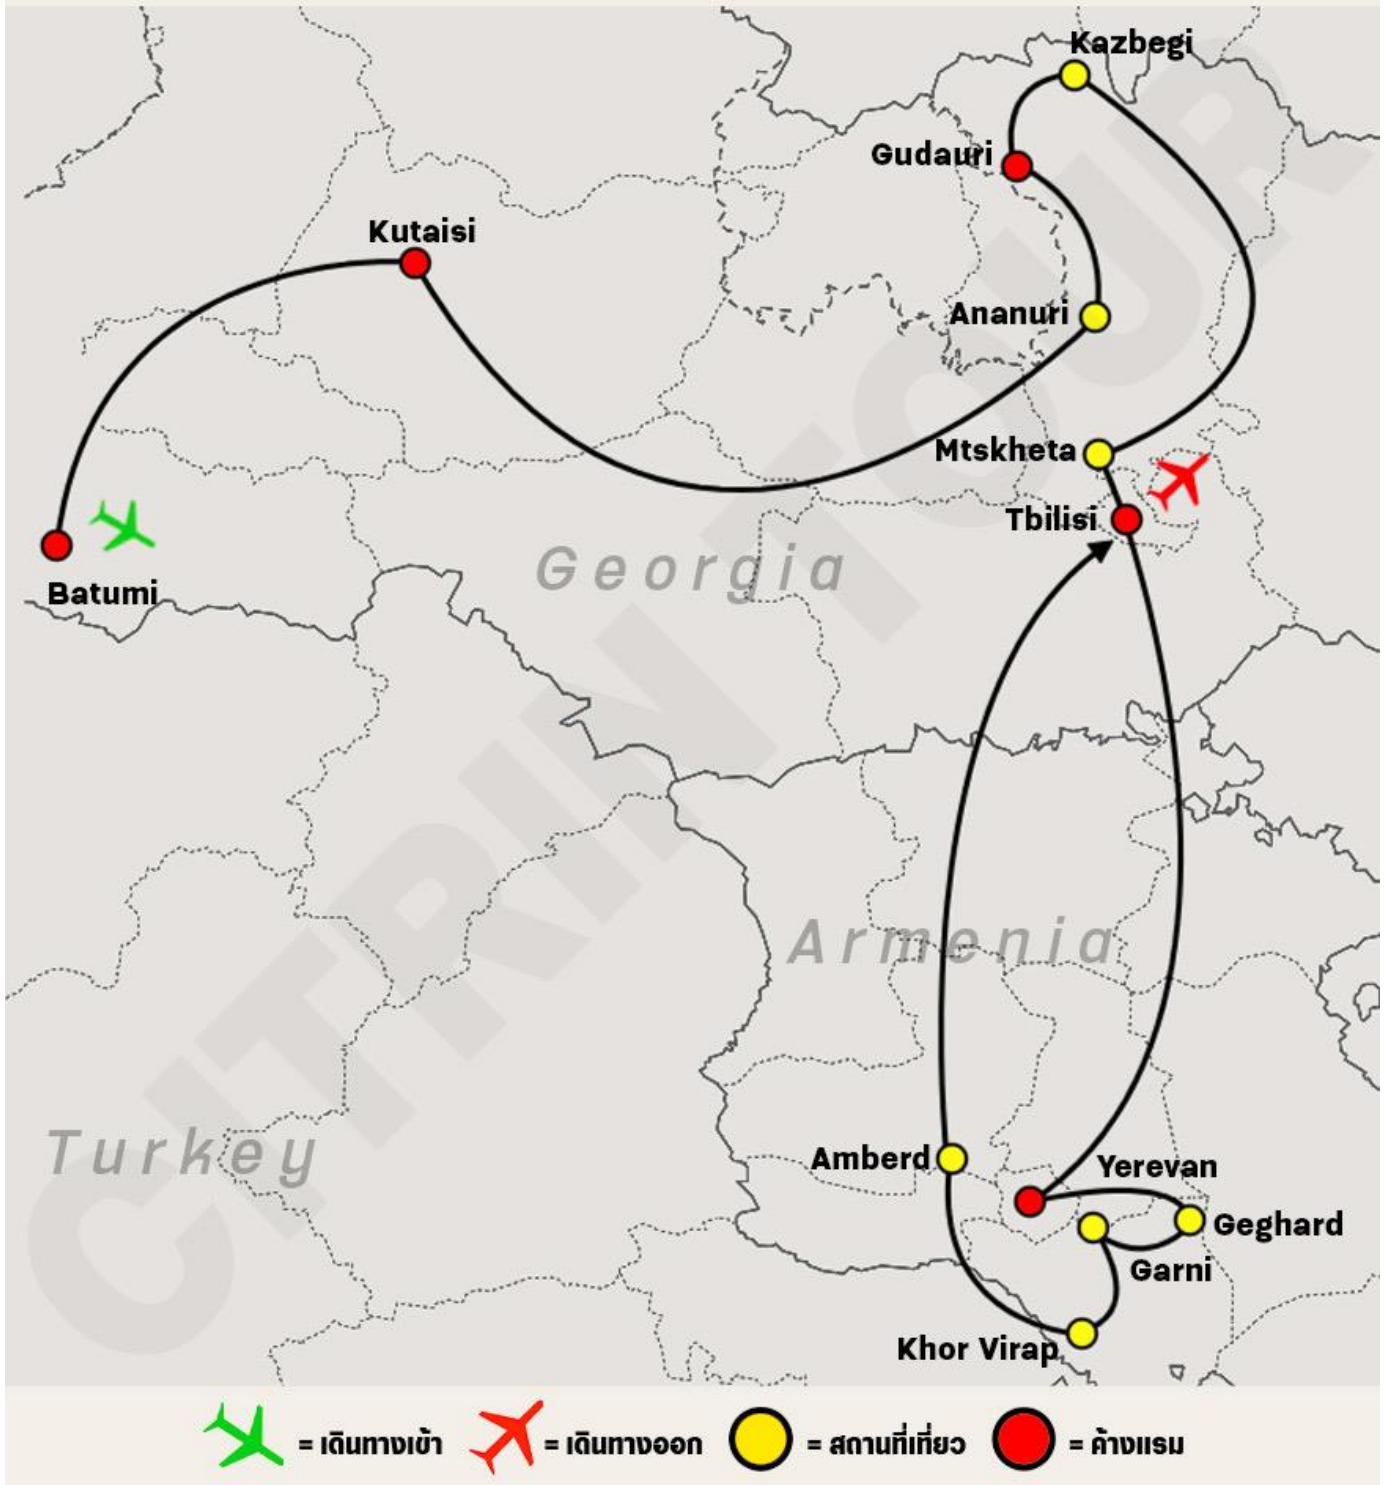 Kazbegi
Gudauri
Kutaisi
Ananuri
Mtskheta
Tbilisi
Batumi
Georgia
Armenia
Turkey
Amberd
Yerevan
Geghard
Garni
Khor Virap
CITRIN TOUR
= เดินทางเข้า = เดินทางออก = สถานที่เที่ยว = ค้างแรม